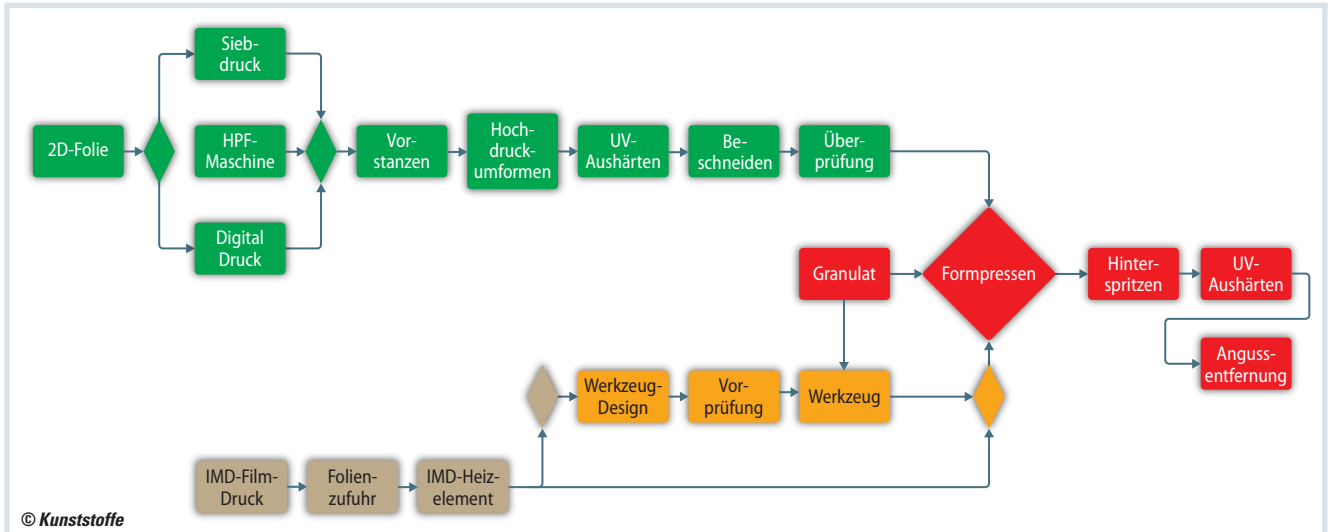 Sieb-
druck
2D-Folie
HPF-
Maschine
Vor-
stanzen
Hoch-
druck-
umformen
UV-
Aushärten
Be-
schneiden
Über-
prüfung
Digital
Druck
Granulat
Formpressen
Hinter-
spritzen
UV-
Aushärten
Anguss-
entfernung
Werkzeug-
Design
Vor-
prüfung
Werkzeug
IMD-Film-
Druck
Folien-
zufuhr
IMD-Heiz-
element
© Kunststoffe